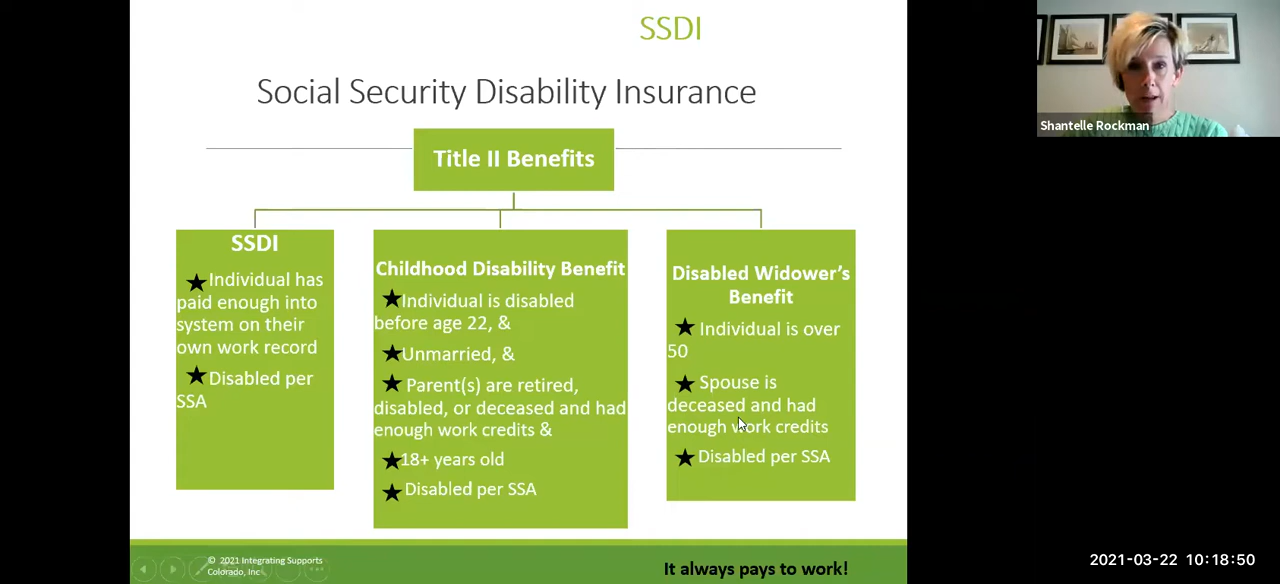 SSDI
Social Security Disability Insurance
Title II Benefits
SSDI
★Individual has
paid enough into
system on their
own work record
★Disabled per
SSA
Childhood Disability Benefit
★Individual is disabled
before age 22, &
★Unmarried, &
★ Parent(s) are retired,
disabled, or deceased and had
enough work credits &
★18+ years old
★Disabled per SSA
Disabled Widower's
Benefit
★ Individual is over
50
★ Spouse is
deceased and had
enough work credits
★Disabled per SSA
© 2021 Integrating Supports
Colorado, Inc
It always pays to work!
Shantelle Rockman
2021-03-22 10:18:50